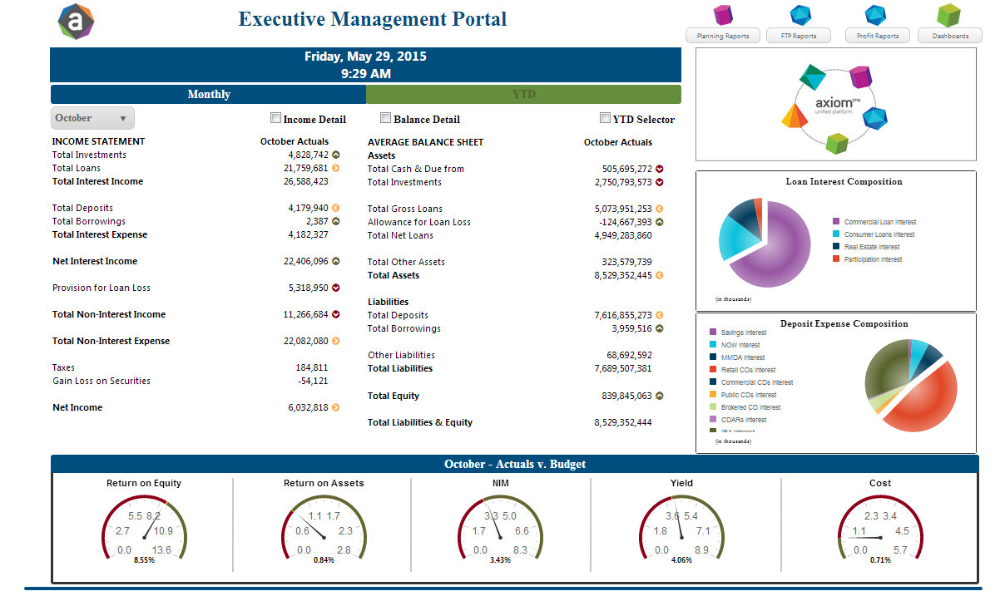 a
Executive Management Portal
Planning Reports
FTP Reports
Profit Reports
Dashboards
Friday, May 29, 2015
9:29 AM
Monthly
YTD
October
Income Detail
Balance Detail
YTD Selector
INCOME STATEMENT October Actuals
Total Investments 4,828,742
Total Loans 21,759,681
Total Interest Income 26,588,423
Total Deposits 4,179,940
Total Borrowings 2,387
Total Interest Expense 4,182,327
Net Interest Income 22,406,096
Provision for Loan Loss 5,318,950
Total Non-Interest Income 11,266,684
Total Non-Interest Expense 22,082,080
Taxes 184,811
Gain Loss on Securities -54,121
Net Income 6,032,818
AVERAGE BALANCE SHEET October Actuals
Assets
Total Cash & Due from 505,695,272
Total Investments 2,750,793,573
Total Gross Loans 5,073,951,253
Allowance for Loan Loss -124,667,393
Total Net Loans 4,949,283,860
Total Other Assets 323,579,739
Total Assets 8,529,352,445
Liabilities
Total Deposits 7,616,855,273
Total Borrowings 3,959,516
Other Liabilities 68,692,592
Total Liabilities 7,689,507,381
Total Equity 839,845,063
Total Liabilities & Equity 8,529,352,444
axiom EPM
unified platform
Loan Interest Composition
Commercial Loan Interest
Consumer Loans Interest
Real Estate Interest
Participation Interest
(in thousands)
Deposit Expense Composition
Savings Interest
NOW Interest
MMDA Interest
Retail CDs Interest
Commercial CDs Interest
Public CDs Interest
Brokered CD Interest
CDARs Interest
IRA Interest
(in thousands)
October - Actuals v. Budget
Return on Equity
5.5 8.2
2.7 10.9
0.0 13.6
8.55%
Return on Assets
1.1 1.7
0.6 2.3
0.0 2.8
0.84%
NIM
3.3 5.0
1.7 6.6
0.0 8.3
3.43%
Yield
3.6 5.4
1.8 7.1
0.0 8.9
4.06%
Cost
2.3 3.4
1.1 4.5
0.0 5.7
0.71%